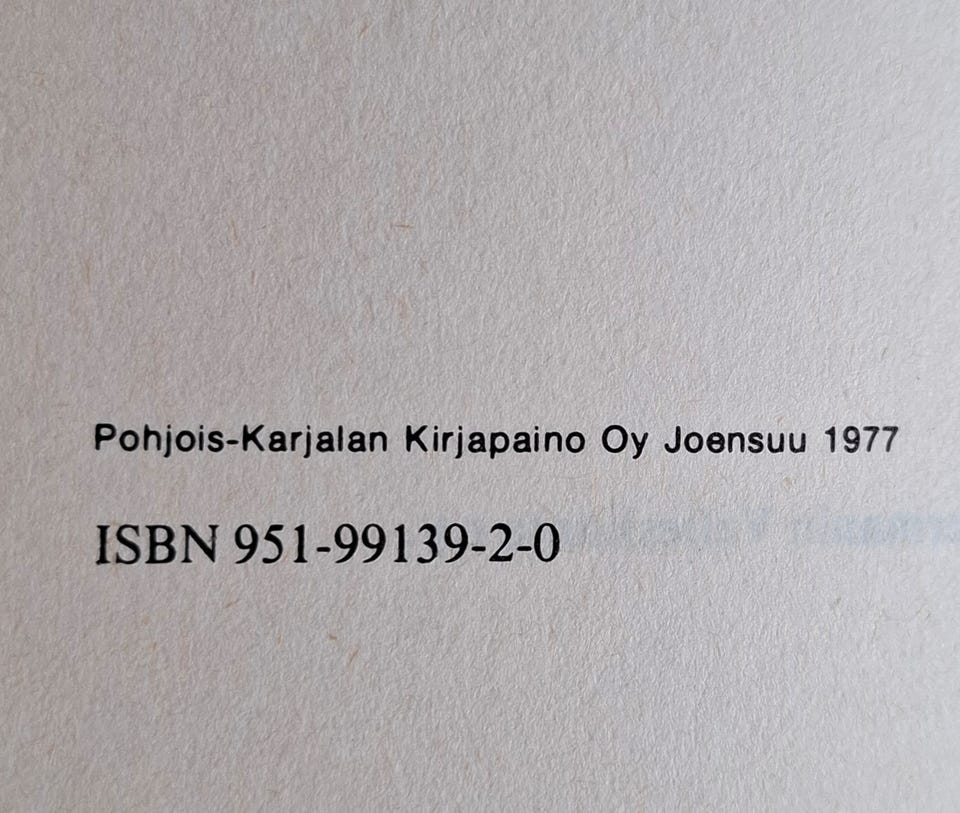 Pohjois-Karjalan Kirjapaino Oy Joensuu 1977
ISBN 951-99139-2-0